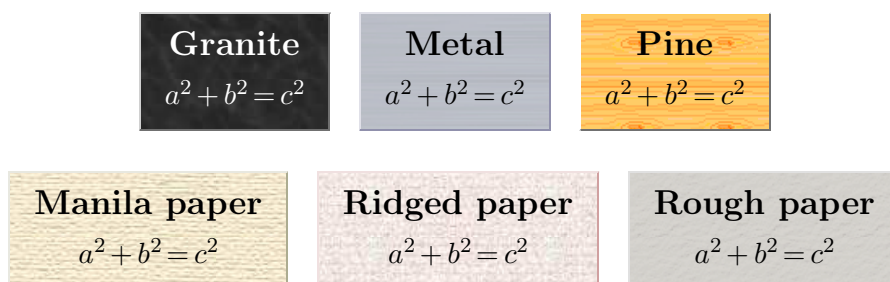 Granite
a² + b² = c²
Metal
a² + b² = c²
Pine
a² + b² = c²
Manila paper
a² + b² = c²
Ridged paper
a² + b² = c²
Rough paper
a² + b² = c²